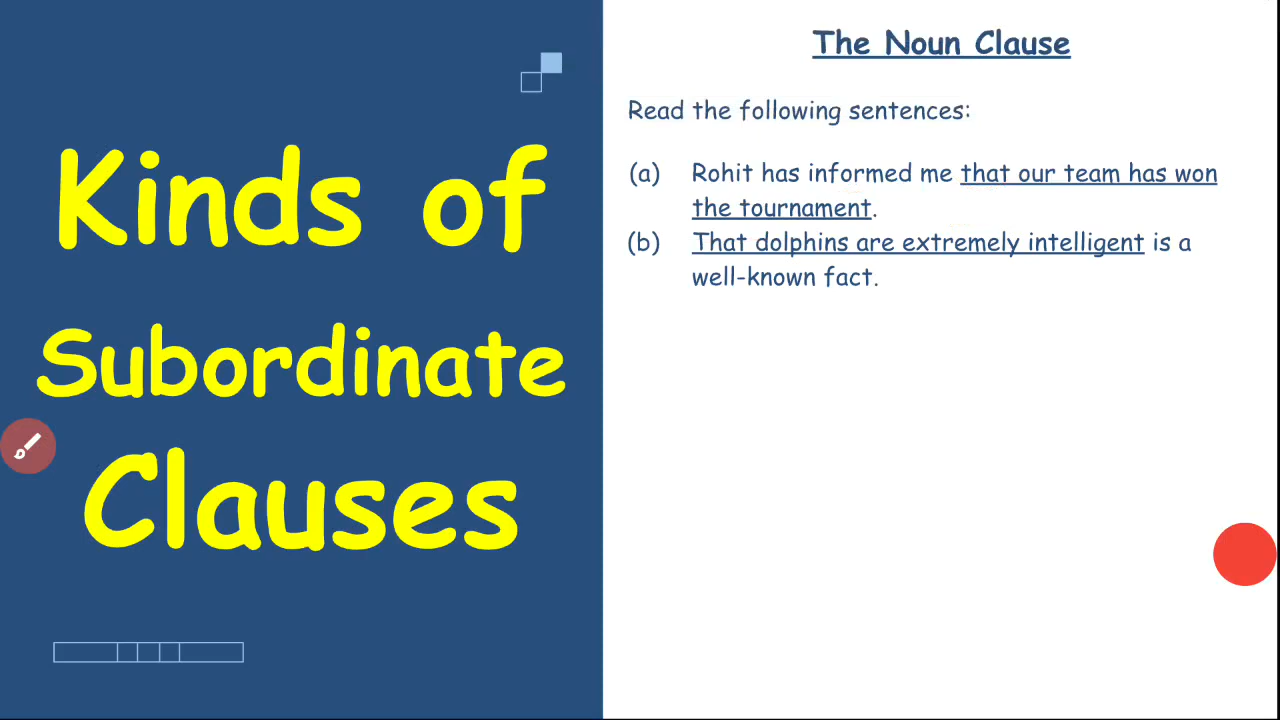 Kinds of
Subordinate
Clauses
The Noun Clause
Read the following sentences:
(a) Rohit has informed me that our team has won
the tournament.
(b) That dolphins are extremely intelligent is a
well-known fact.